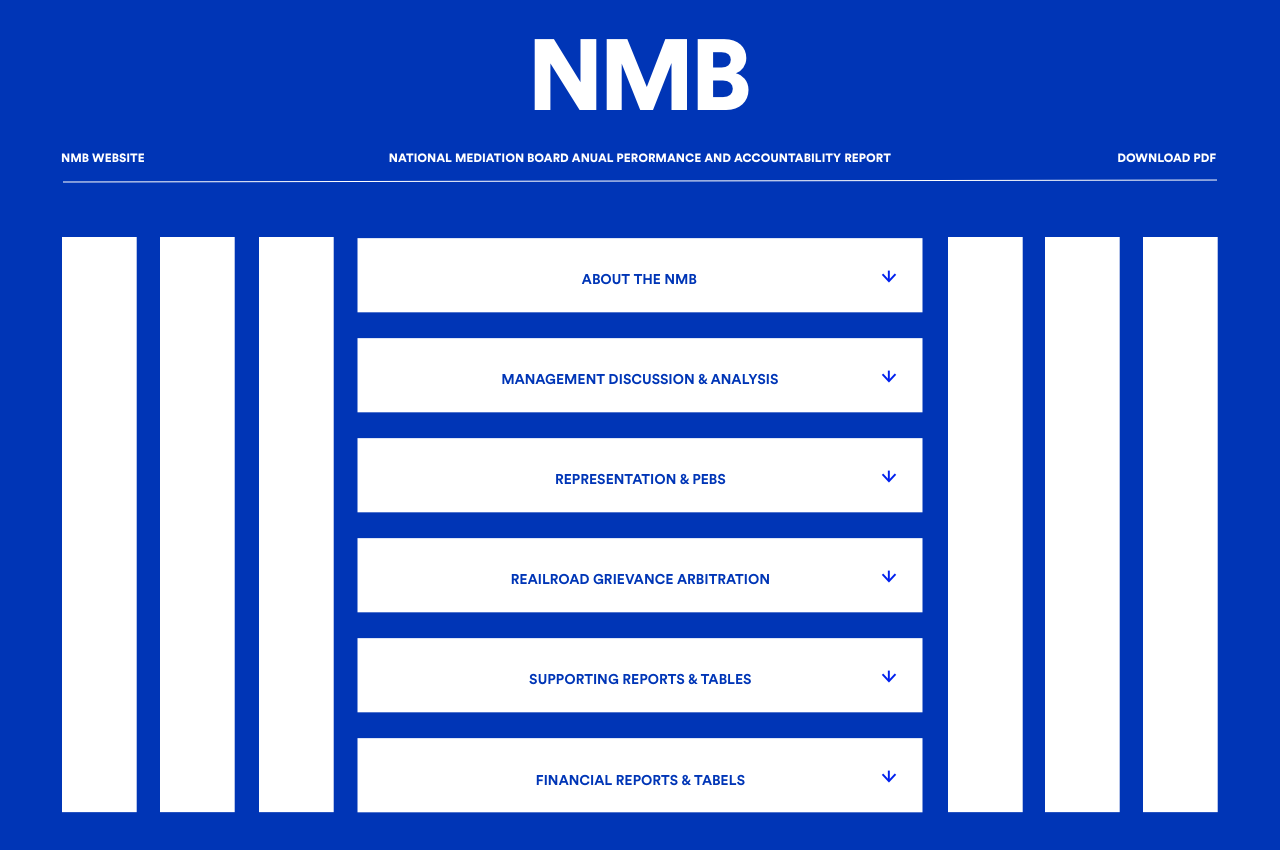 NMB
NMB WEBSITE
NATIONAL MEDIATION BOARD ANUAL PERORMANCE AND ACCOUNTABILITY REPORT
DOWNLOAD PDF
ABOUT THE NMB
MANAGEMENT DISCUSSION & ANALYSIS
REPRESENTATION & PEBS
REAILROAD GRIEVANCE ARBITRATION
SUPPORTING REPORTS & TABLES
FINANCIAL REPORTS & TABELS